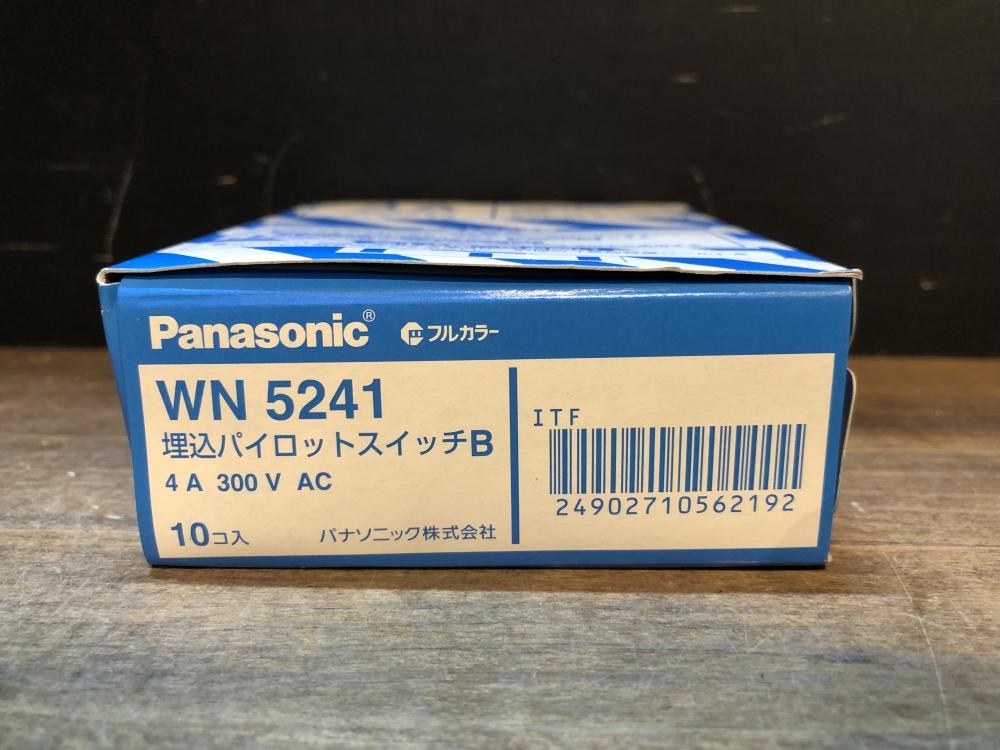 Panasonic® フルカラー
WN 5241
埋込パイロットスイッチB
4 A 300 V AC
10コ入 パナソニック株式会社
ITF
24902710562192